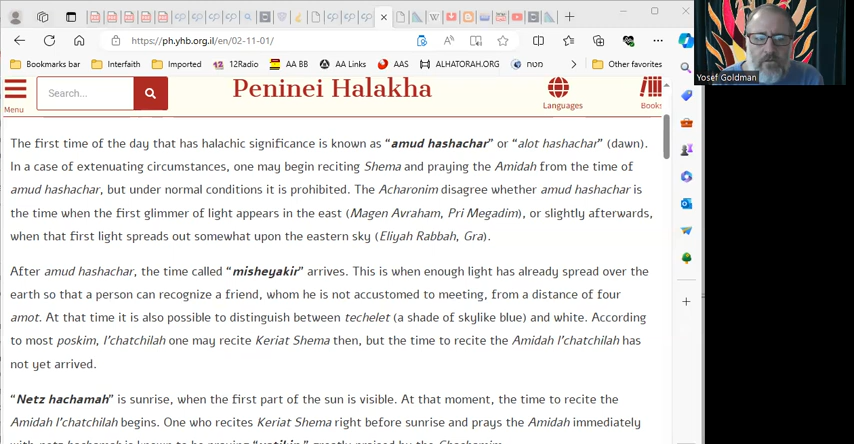 https://ph.yhb.org.il/en/02-11-01/
Bookmarks bar Interfaith Imported 12Radio AA BB AA Links AAS ALHATORAH.ORG חכמה Other favorites
Yosef Goldman
Menu
Search...
Peninei Halakha
Languages
Books
The first time of the day that has halachic significance is known as “amud hashachar” or “alot hashachar” (dawn).
In a case of extenuating circumstances, one may begin reciting Shema and praying the Amidah from the time of
amud hashachar, but under normal conditions it is prohibited. The Acharonim disagree whether amud hashachar is
the time when the first glimmer of light appears in the east (Magen Avraham, Pri Megadim), or slightly afterwards,
when that first light spreads out somewhat upon the eastern sky (Eliyah Rabbah, Gra).
After amud hashachar, the time called “misheyakir” arrives. This is when enough light has already spread over the
earth so that a person can recognize a friend, whom he is not accustomed to meeting, from a distance of four
amot. At that time it is also possible to distinguish between techelet (a shade of skylike blue) and white. According
to most poskim, l’chatchilah one may recite Keriat Shema then, but the time to recite the Amidah l’chatchilah has
not yet arrived.
“Netz hachamah” is sunrise, when the first part of the sun is visible. At that moment, the time to recite the
Amidah l’chatchilah begins. One who recites Keriat Shema right before sunrise and prays the Amidah immediately